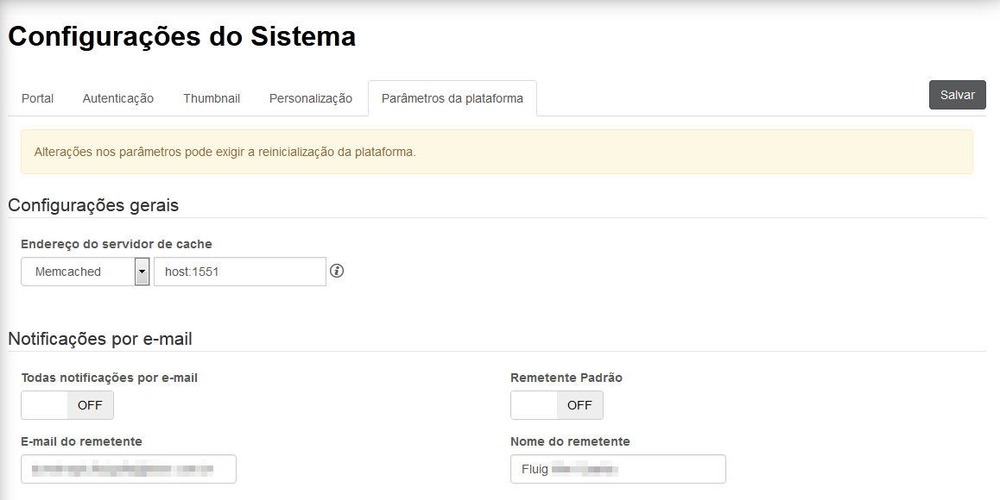 Configurações do Sistema
Portal Autenticação Thumbnail Personalização Parâmetros da plataforma Salvar
Alterações nos parâmetros pode exigir a reinicialização da plataforma.
Configurações gerais
Endereço do servidor de cache
Memcached host:1551
Notificações por e-mail
Todas notificações por e-mail Remetente Padrão
OFF OFF
E-mail do remetente Nome do remetente
Fluig